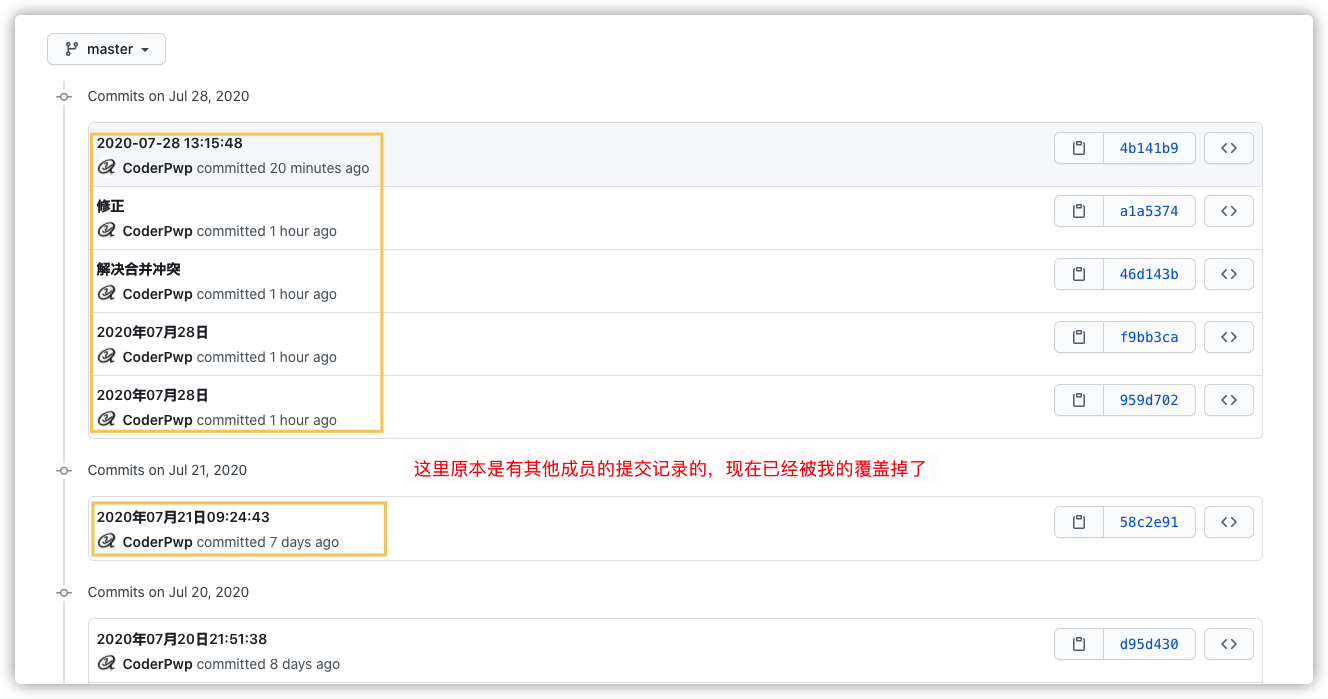 master
Commits on Jul 28, 2020
2020-07-28 13:15:48
4b141b9
CoderPwp committed 20 minutes ago
修正
a1a5374
CoderPwp committed 1 hour ago
解决合并冲突
46d143b
CoderPwp committed 1 hour ago
2020年07月28日
f9bb3ca
CoderPwp committed 1 hour ago
2020年07月28日
959d702
CoderPwp committed 1 hour ago
Commits on Jul 21, 2020
这里原本是有其他成员的提交记录的，现在已经被我的覆盖掉了
2020年07月21日09:24:43
58c2e91
CoderPwp committed 7 days ago
Commits on Jul 20, 2020
2020年07月20日21:51:38
d95d430
CoderPwp committed 8 days ago